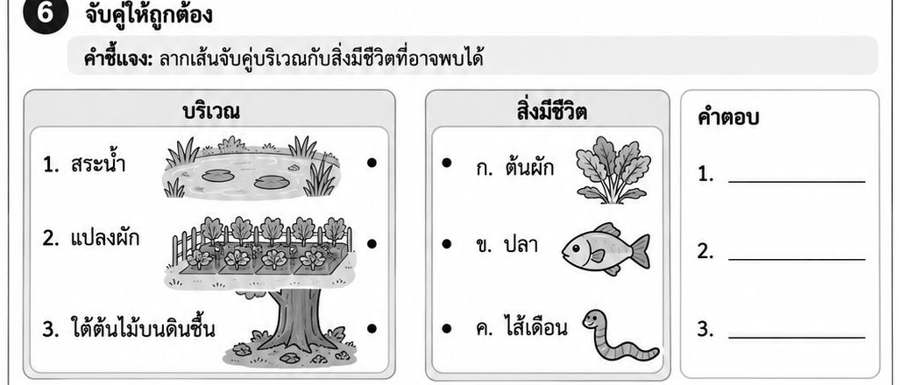 6 จับคู่ให้ถูกต้อง
คำชี้แจง: ลากเส้นจับคู่บริเวณกับสิ่งมีชีวิตที่อาจพบได้
บริเวณ
1. สระน้ำ
2. แปลงผัก
3. ใต้ต้นไม้บนดินชื้น
สิ่งมีชีวิต
ก. ต้นผัก
ข. ปลา
ค. ไส้เดือน
คำตอบ
1. ____________
2. ____________
3. ____________